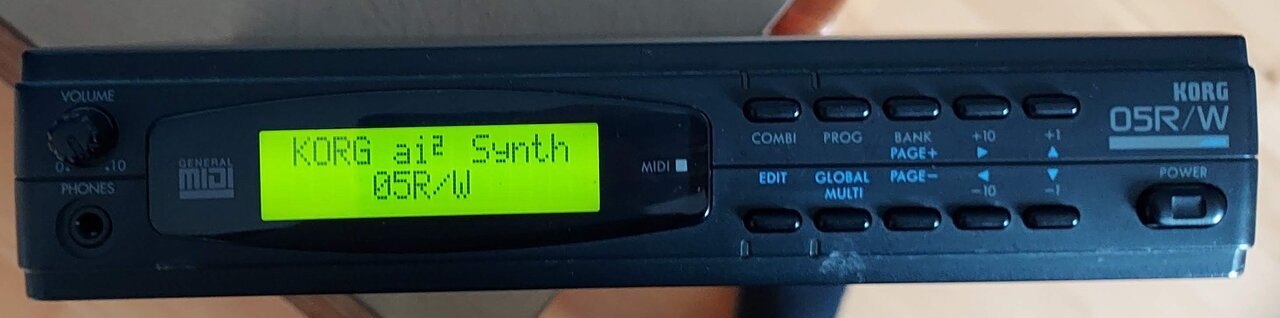 VOLUME
0 10
PHONES
GENERAL
MIDI
KORG ai² Synth
05R/W
MIDI
COMBI PROG BANK +10 +1
PAGE+
EDIT GLOBAL PAGE−
MULTI −10 −1
KORG
05R/W
POWER